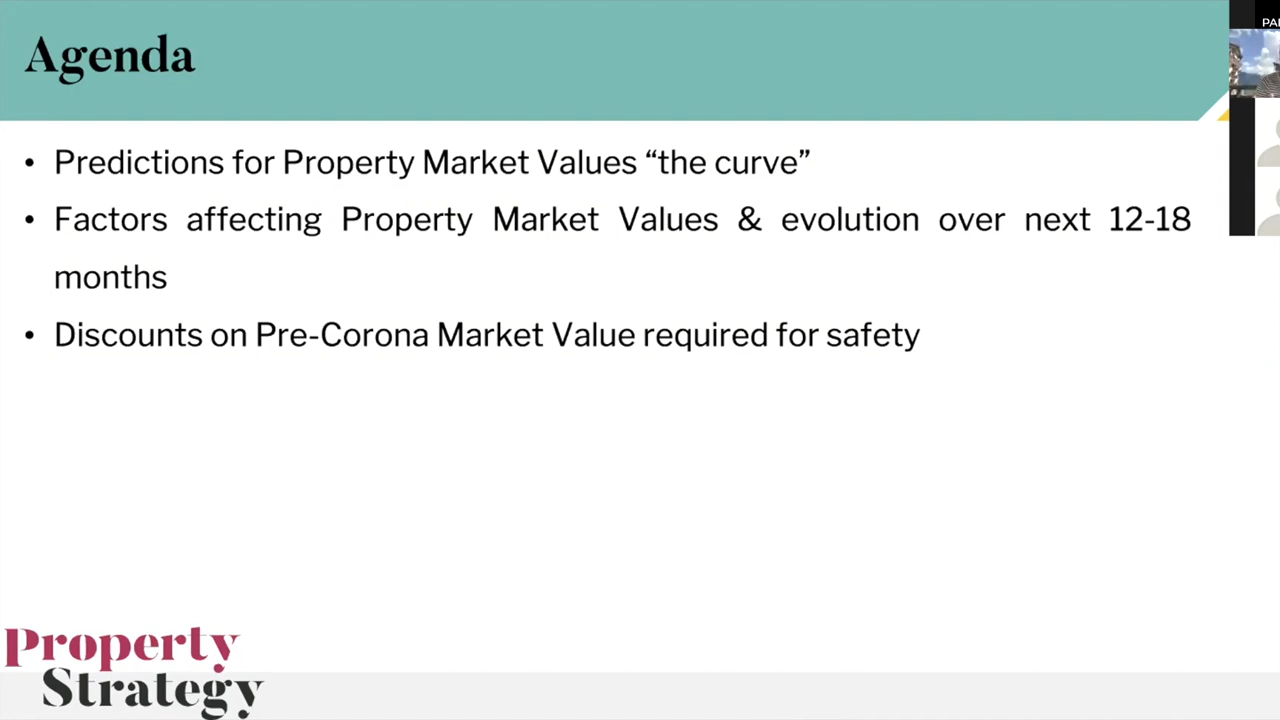 Agenda
PAI
• Predictions for Property Market Values “the curve”
• Factors affecting Property Market Values & evolution over next 12-18
months
• Discounts on Pre-Corona Market Value required for safety
Property
Strategy